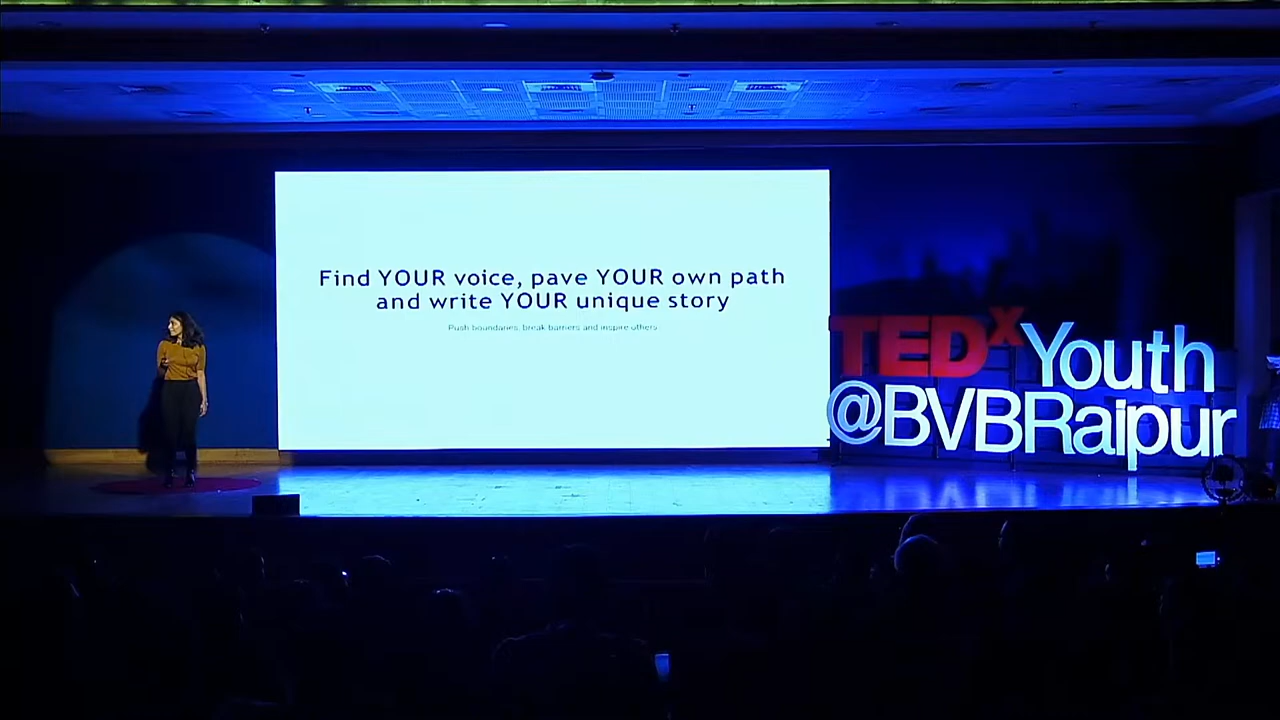 Find YOUR voice, pave YOUR own path
and write YOUR unique story
Push boundaries, break barriers and inspire others.
TEDx Youth
@BVBRaipur